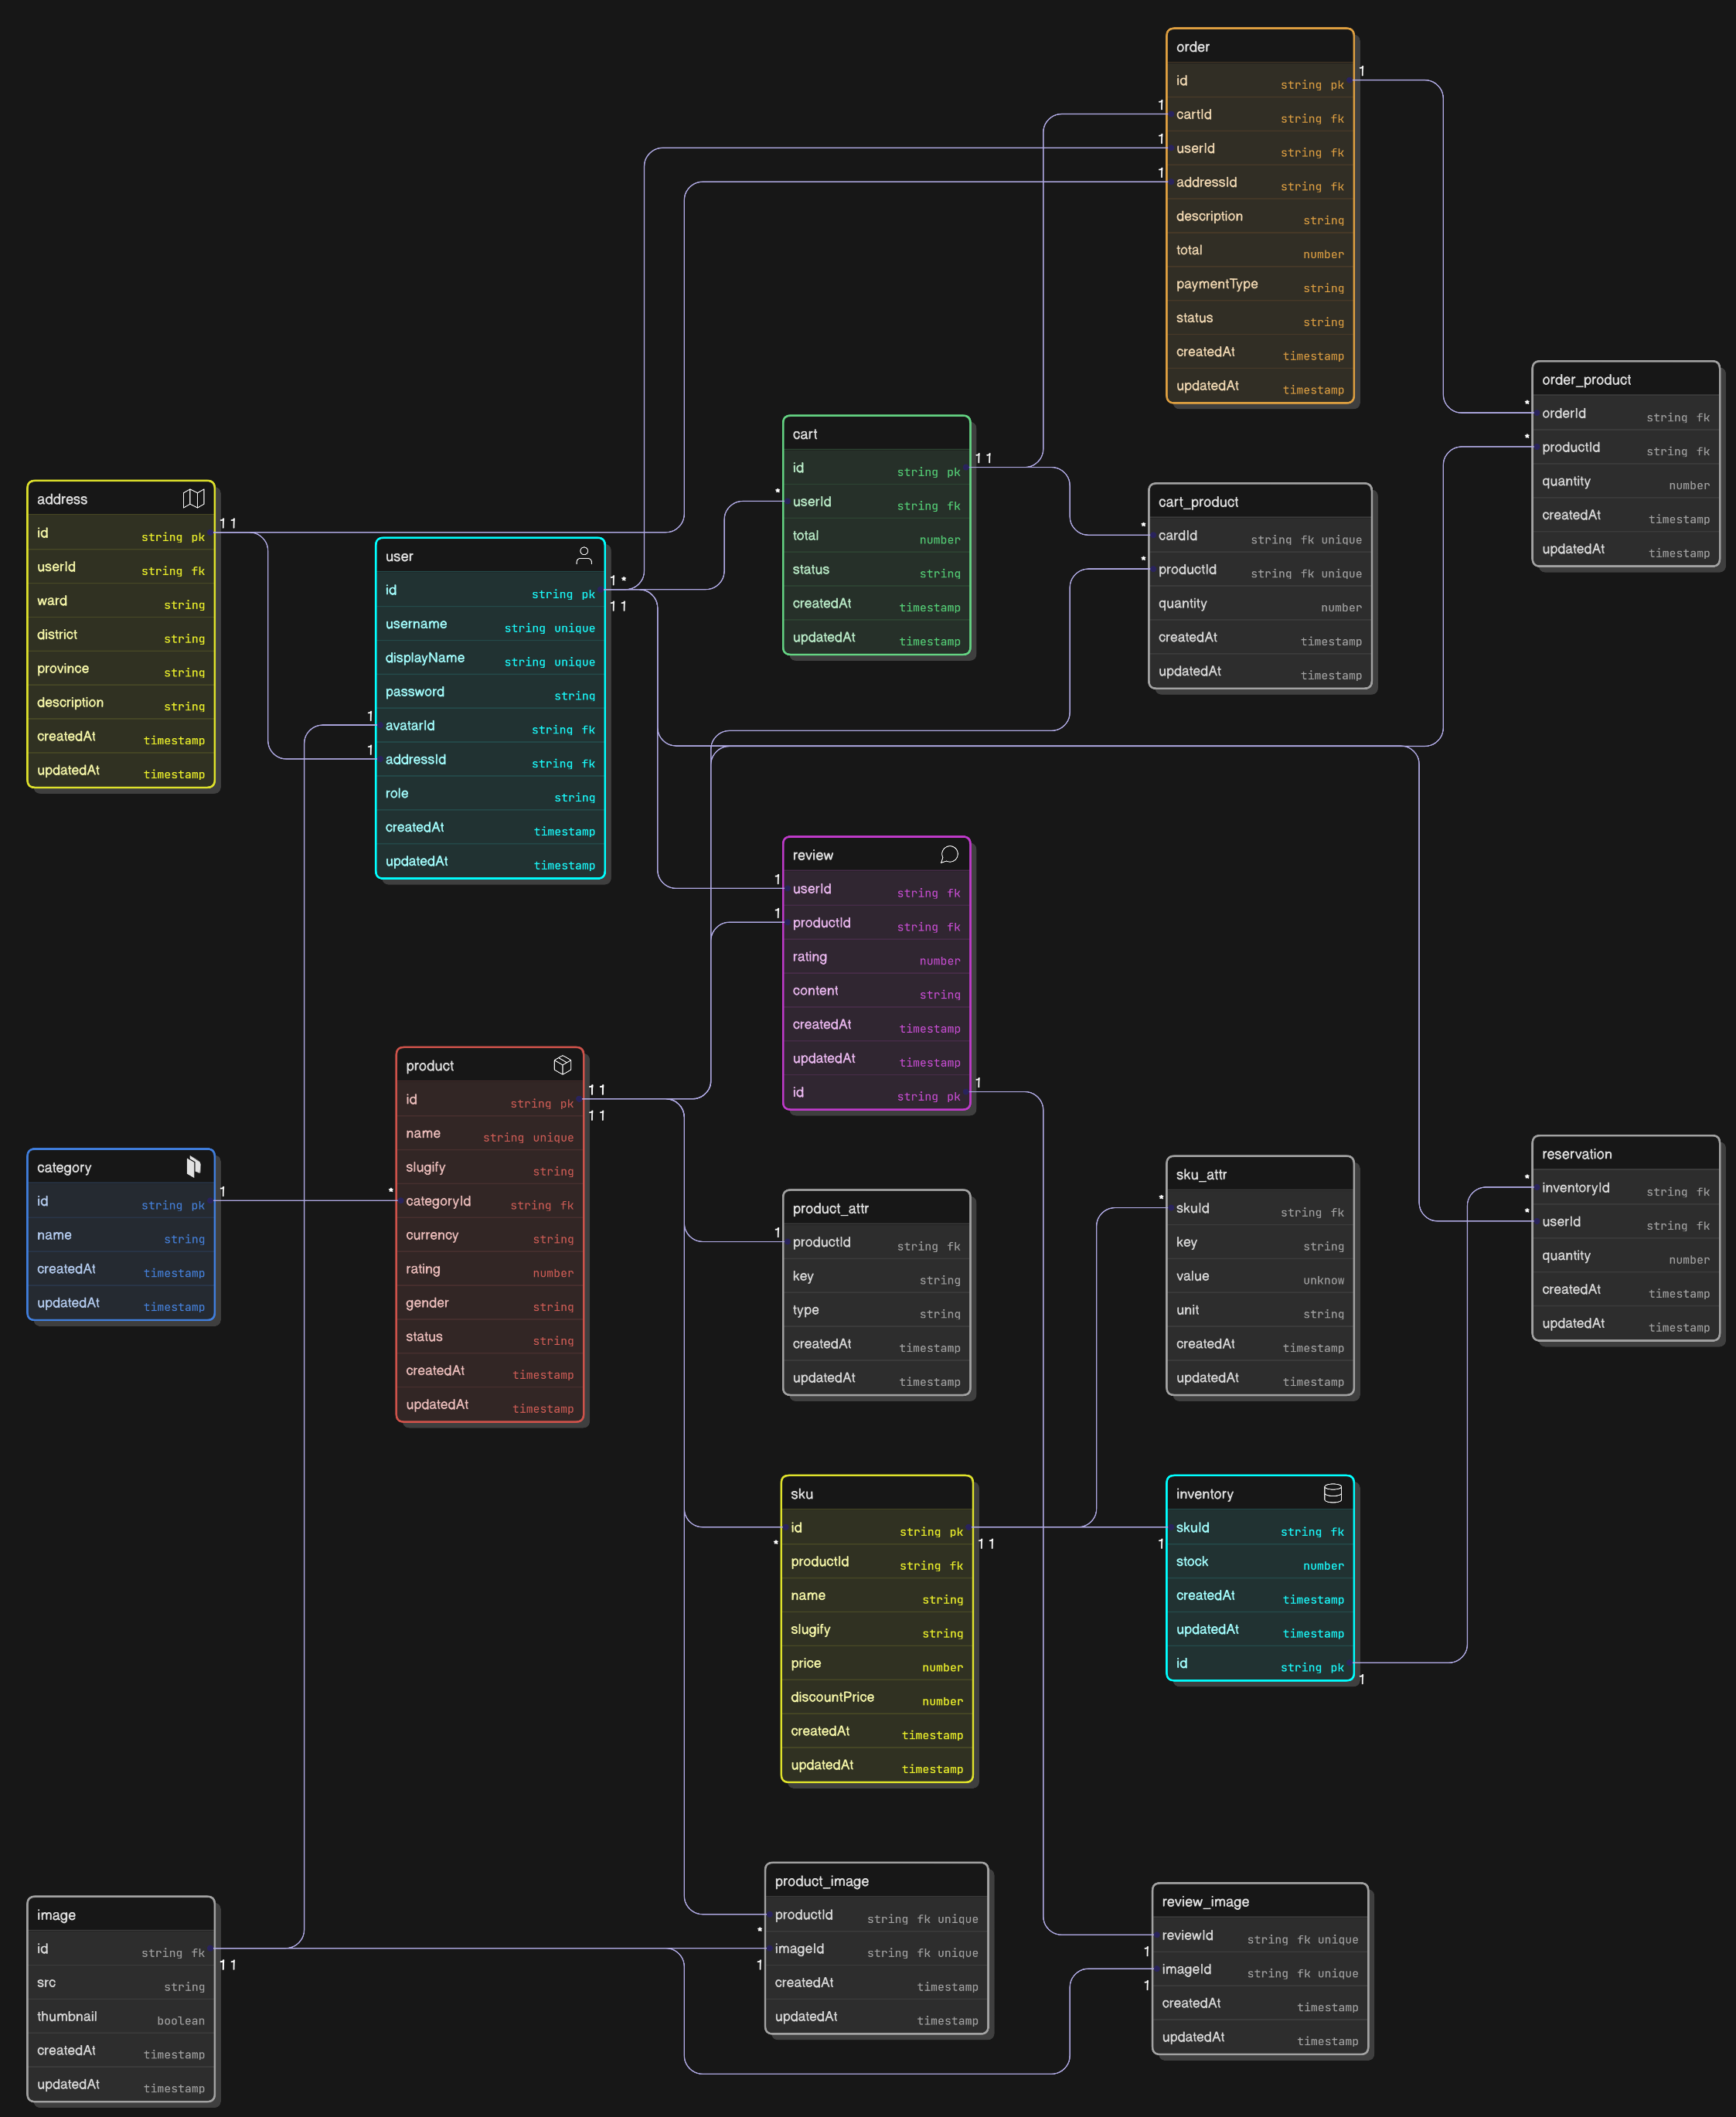 order
id string pk
cartId string fk
userId string fk
addressId string fk
description string
total number
paymentType string
status string
createdAt timestamp
updatedAt timestamp
1
1
1
1
order_product
orderId string fk
productId string fk
quantity number
createdAt timestamp
updatedAt timestamp
*
*
cart
id string pk
userId string fk
total number
status string
createdAt timestamp
updatedAt timestamp
1 1
*
cart_product
cardId string fk unique
productId string fk unique
quantity number
createdAt timestamp
updatedAt timestamp
*
*
address
id string pk
userId string fk
ward string
district string
province string
description string
createdAt timestamp
updatedAt timestamp
1 1
user
id string pk
username string unique
displayName string unique
password string
avatarId string fk
addressId string fk
role string
createdAt timestamp
updatedAt timestamp
1 *
1 1
1
1
review
userId string fk
productId string fk
rating number
content string
createdAt timestamp
updatedAt timestamp
id string pk
1
1
1
product
id string pk
name string unique
slugify string
categoryId string fk
currency string
rating number
gender string
status string
createdAt timestamp
updatedAt timestamp
1 1
1 1
*
category
id string pk
name string
createdAt timestamp
updatedAt timestamp
1
product_attr
productId string fk
key string
type string
createdAt timestamp
updatedAt timestamp
1
sku_attr
skuId string fk
key string
value unknow
unit string
createdAt timestamp
updatedAt timestamp
*
reservation
inventoryId string fk
userId string fk
quantity number
createdAt timestamp
updatedAt timestamp
*
*
sku
id string pk
productId string fk
name string
slugify string
price number
discountPrice number
createdAt timestamp
updatedAt timestamp
*
1 1
inventory
skuId string fk
stock number
createdAt timestamp
updatedAt timestamp
id string pk
1
1
product_image
productId string fk unique
imageId string fk unique
createdAt timestamp
updatedAt timestamp
*
1
review_image
reviewId string fk unique
imageId string fk unique
createdAt timestamp
updatedAt timestamp
1
1
image
id string fk
src string
thumbnail boolean
createdAt timestamp
updatedAt timestamp
1 1